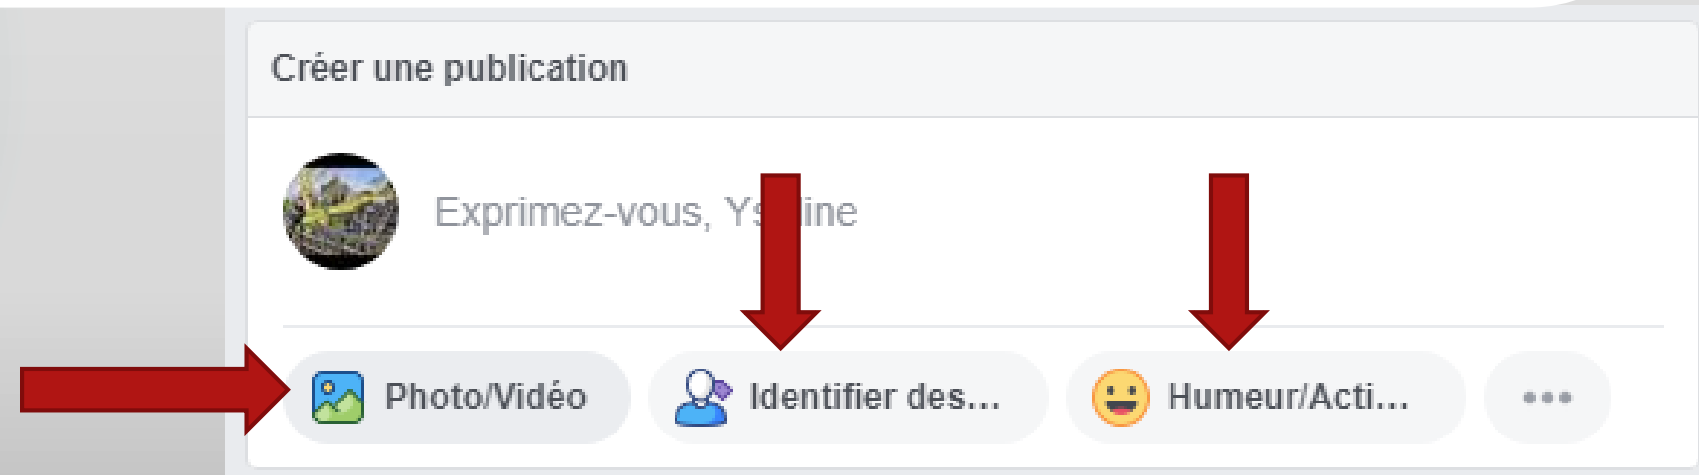 Créer une publication
Exprimez-vous,
Photo/Vidéo
Identifier des...
Humeur/Acti...